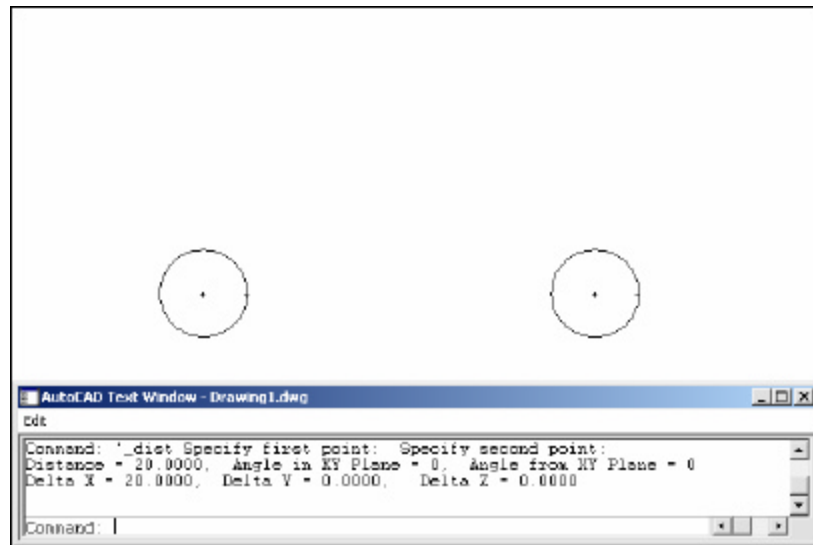 AutoCAD Text Window - Drawing1.dwg
Edit
Command: '_dist Specify first point: Specify second point:
Distance = 20.0000, Angle in XY Plane = 0, Angle from XY Plane = 0
Delta X = 20.0000, Delta Y = 0.0000, Delta Z = 0.0000
Command: